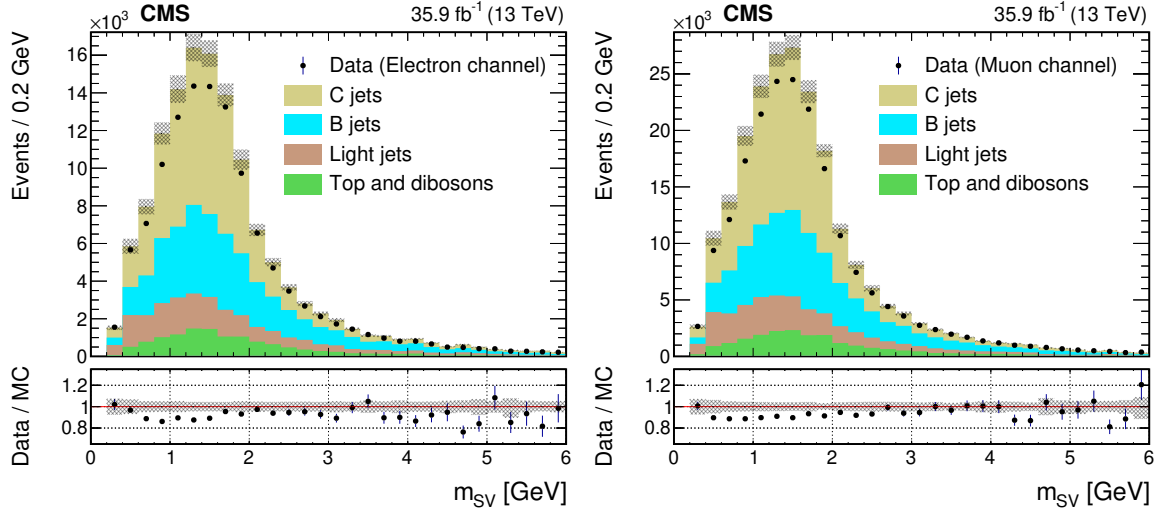 ×10³ CMS 35.9 fb⁻¹ (13 TeV)
Events / 0.2 GeV
16
14
12
10
8
6
4
2
0
Data (Electron channel)
C jets
B jets
Light jets
Top and dibosons
Data / MC
1.2
1
0.8
0 1 2 3 4 5 6
m_SV [GeV]
×10³ CMS 35.9 fb⁻¹ (13 TeV)
Events / 0.2 GeV
25
20
15
10
5
0
Data (Muon channel)
C jets
B jets
Light jets
Top and dibosons
Data / MC
1.2
1
0.8
0 1 2 3 4 5 6
m_SV [GeV]